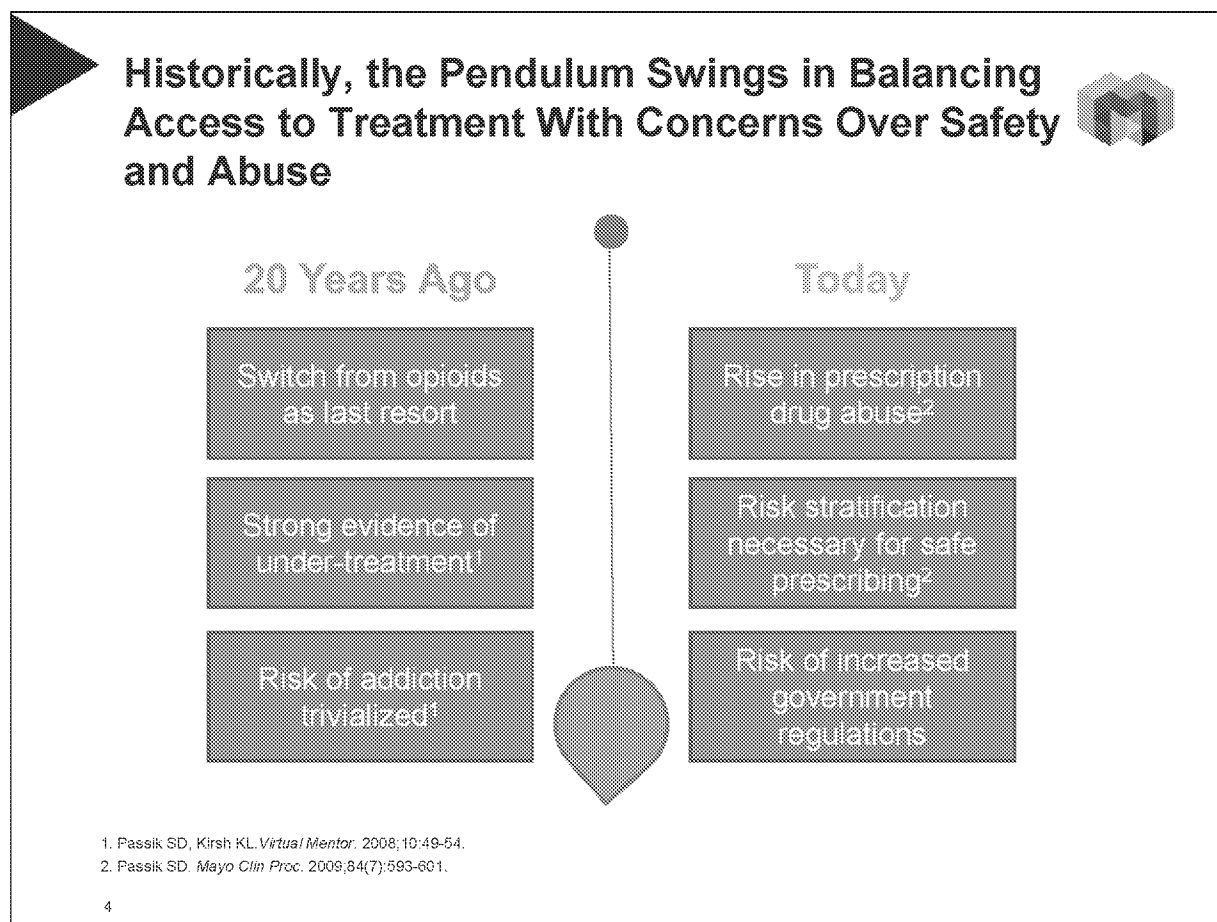 Historically, the Pendulum Swings in Balancing
Access to Treatment With Concerns Over Safety
and Abuse
20 Years Ago
Switch from opioids
as last resort
Strong evidence of
under-treatment¹
Risk of addiction
trivialized¹
Today
Rise in prescription
drug abuse²
Risk stratification
necessary for safe
prescribing²
Risk of increased
government
regulations
1. Passik SD, Kirsh KL. Virtual Mentor. 2008;10:49-54.
2. Passik SD. Mayo Clin Proc. 2009;84(7):593-601.
4